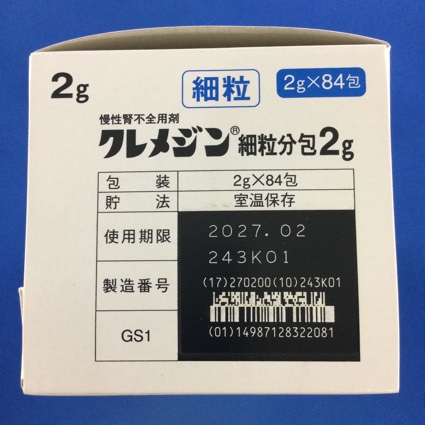 2g 細粒 2g×84包
慢性腎不全用剤
クレメジン®細粒分包2g
包装 2g×84包
貯法 室温保存
使用期限 2027.02
製造番号 243K01
(17)270200(10)243K01
GS1 (01)14987128322081